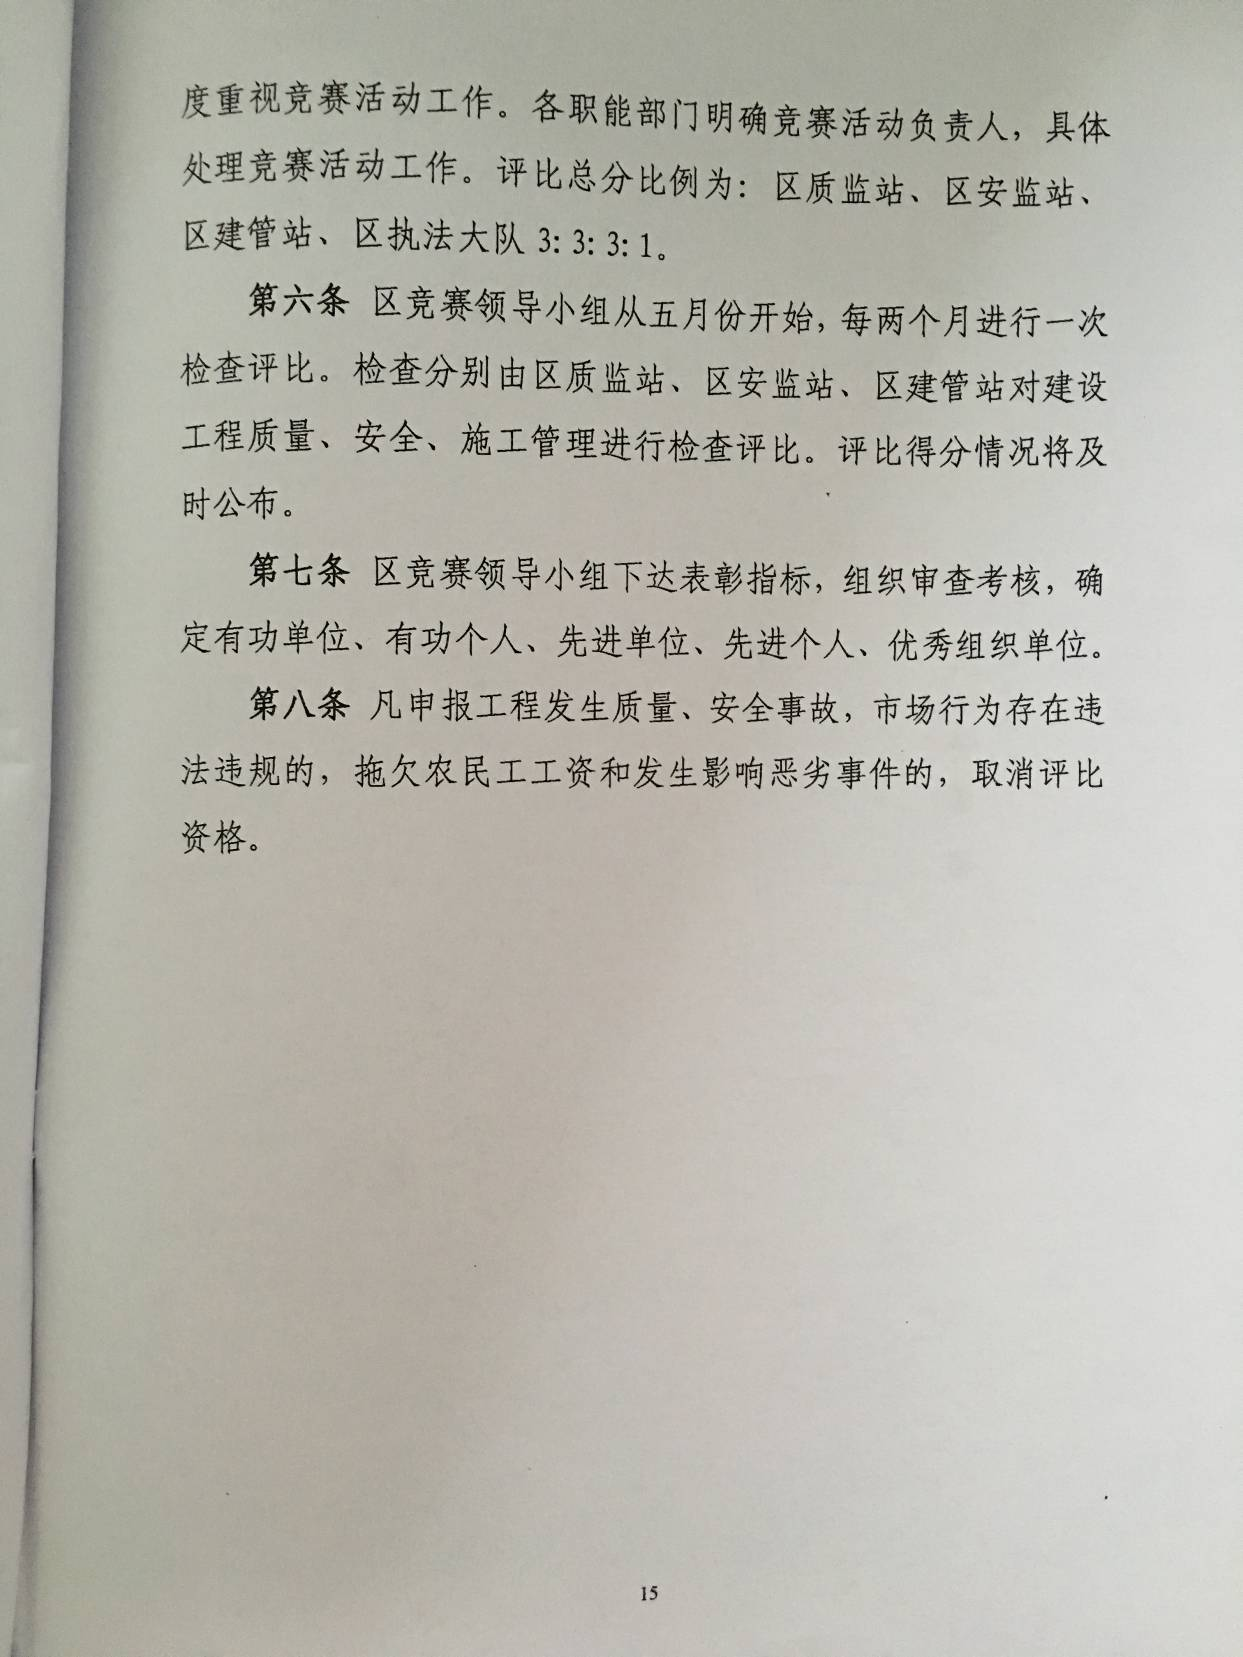 度重视竞赛活动工作。各职能部门明确竞赛活动负责人，具体
处理竞赛活动工作。评比总分比例为：区质监站、区安监站、
区建管站、区执法大队 3:3:3:1。
第六条 区竞赛领导小组从五月份开始，每两个月进行一次
检查评比。检查分别由区质监站、区安监站、区建管站对建设
工程质量、安全、施工管理进行检查评比。评比得分情况将及
时公布。
第七条 区竞赛领导小组下达表彰指标，组织审查考核，确
定有功单位、有功个人、先进单位、先进个人、优秀组织单位。
第八条 凡申报工程发生质量、安全事故，市场行为存在违
法违规的，拖欠农民工工资和发生影响恶劣事件的，取消评比
资格。
15